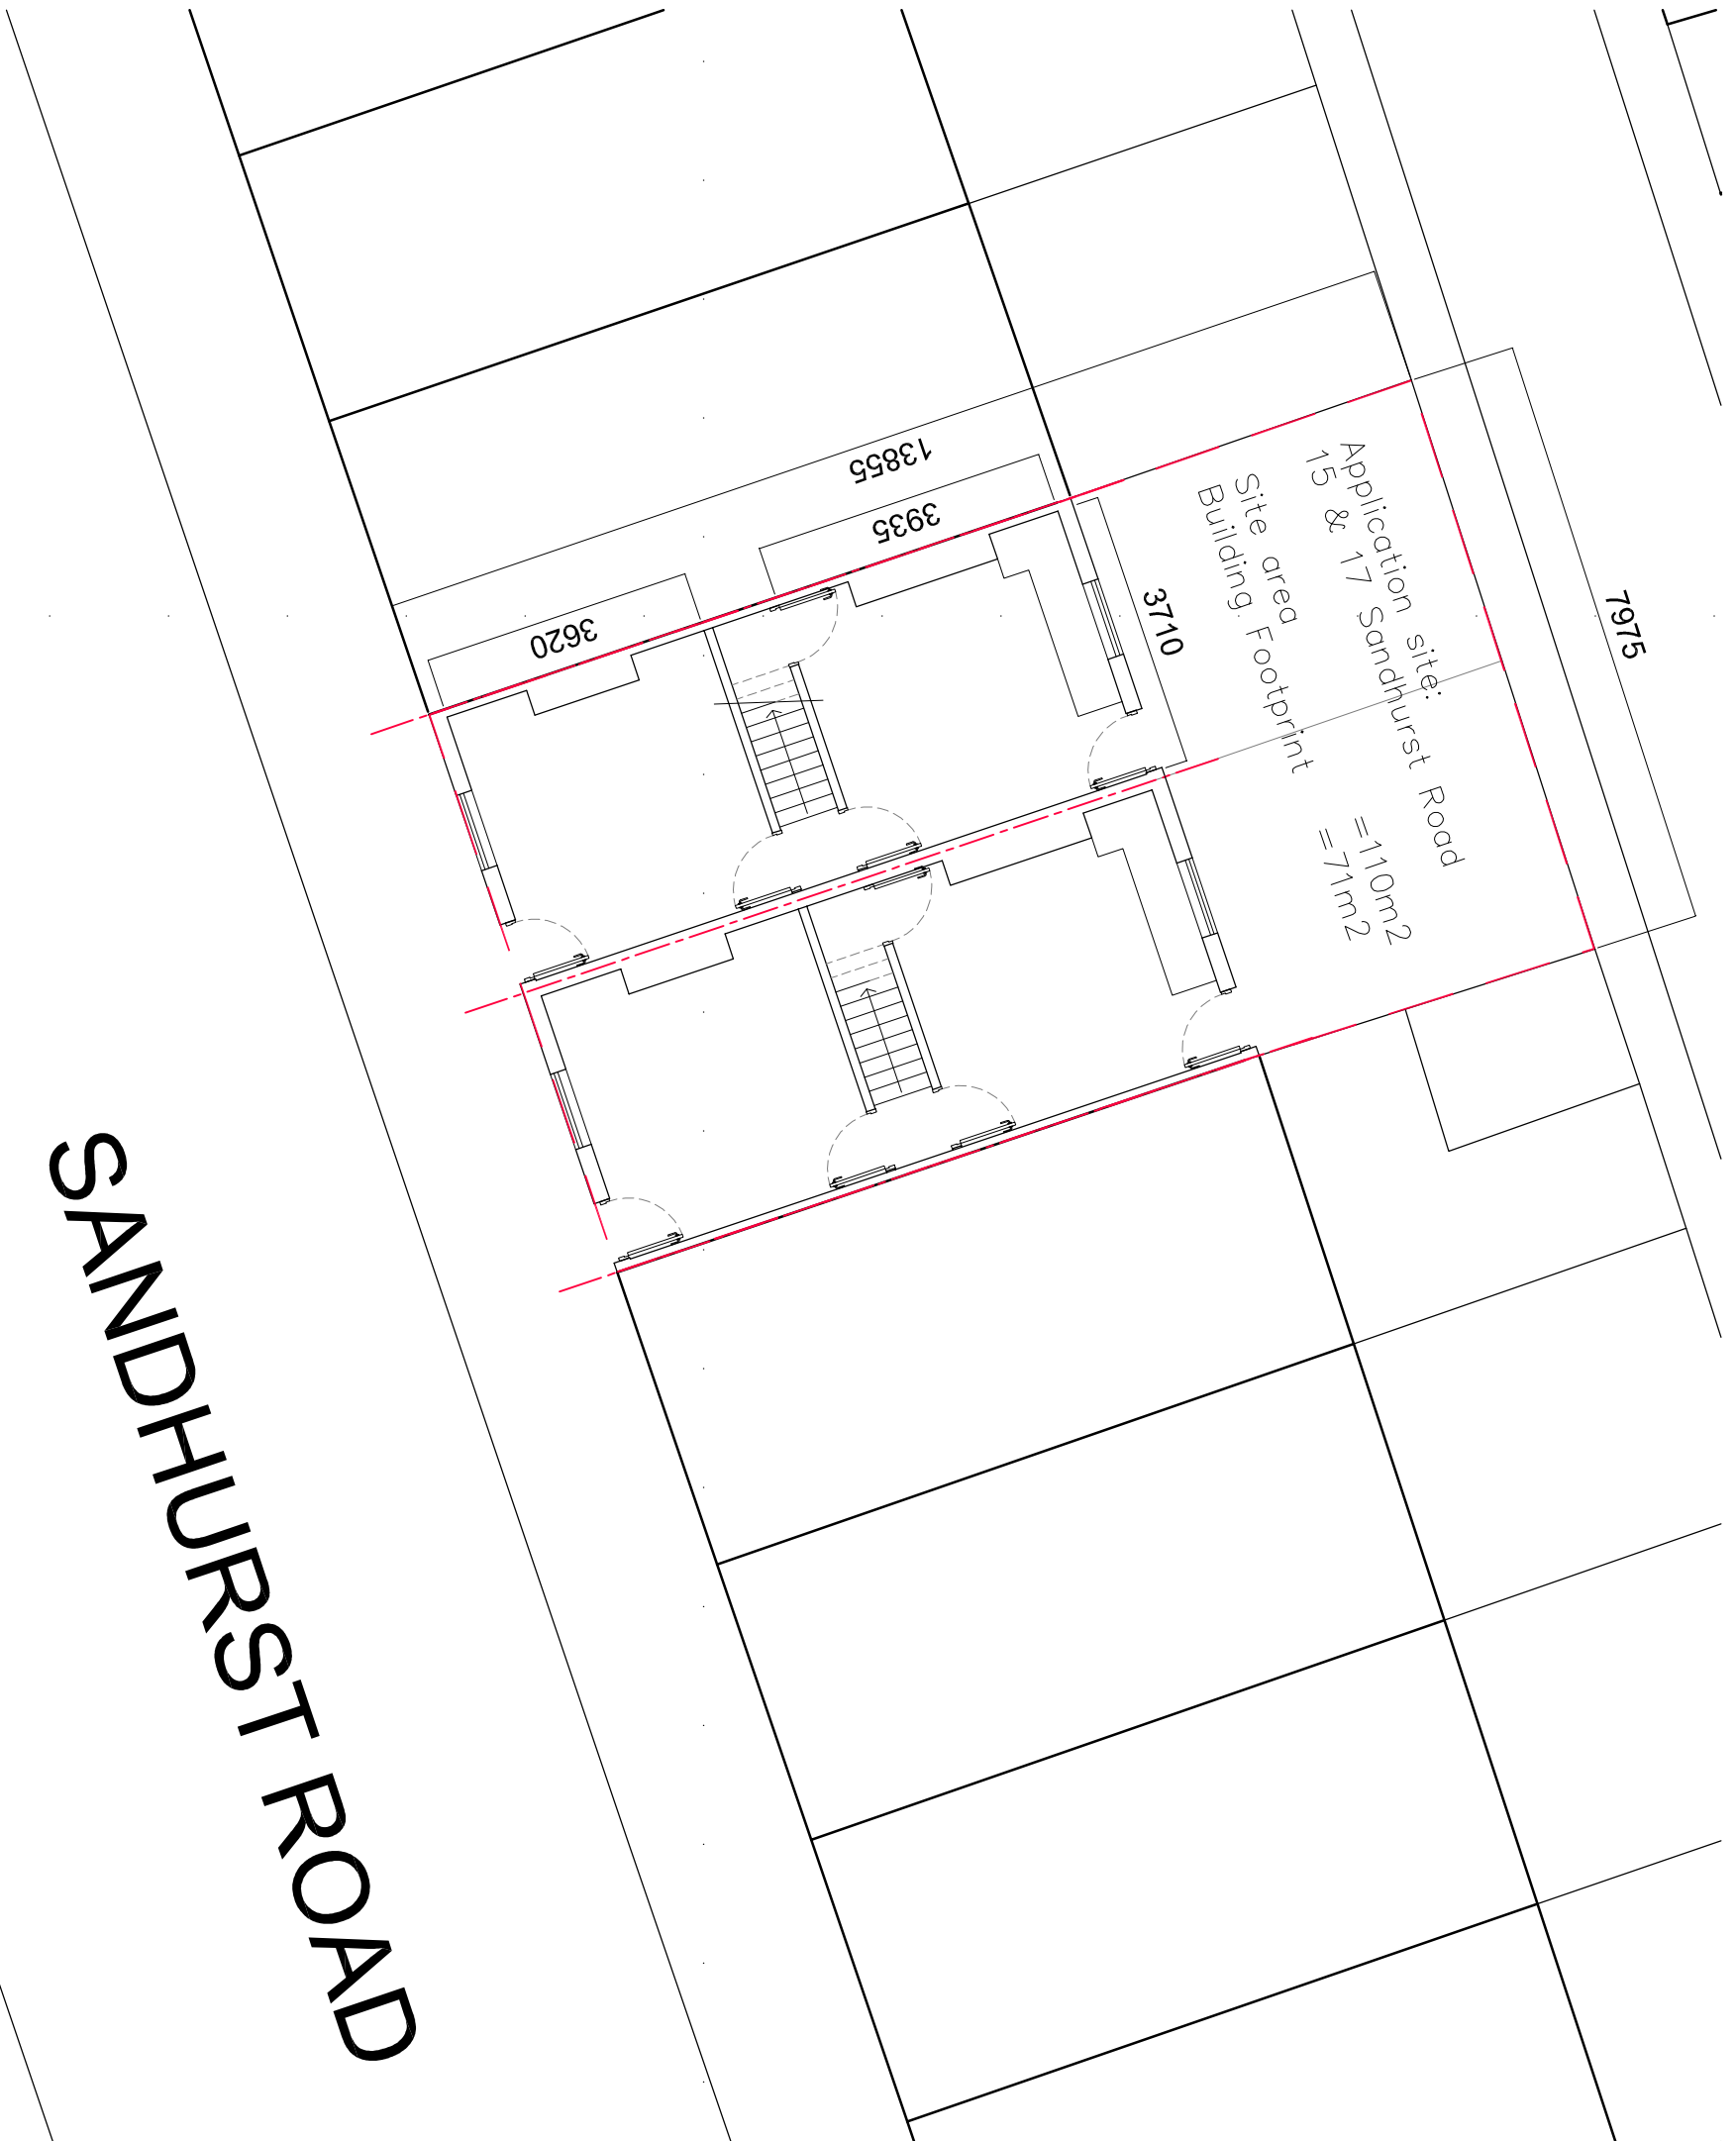 Application site:
15 & 17 Sandhurst Road
Site area =110m2
Building Footprint =71m2
13855
3935
3620
3710
7975
SANDHURST ROAD